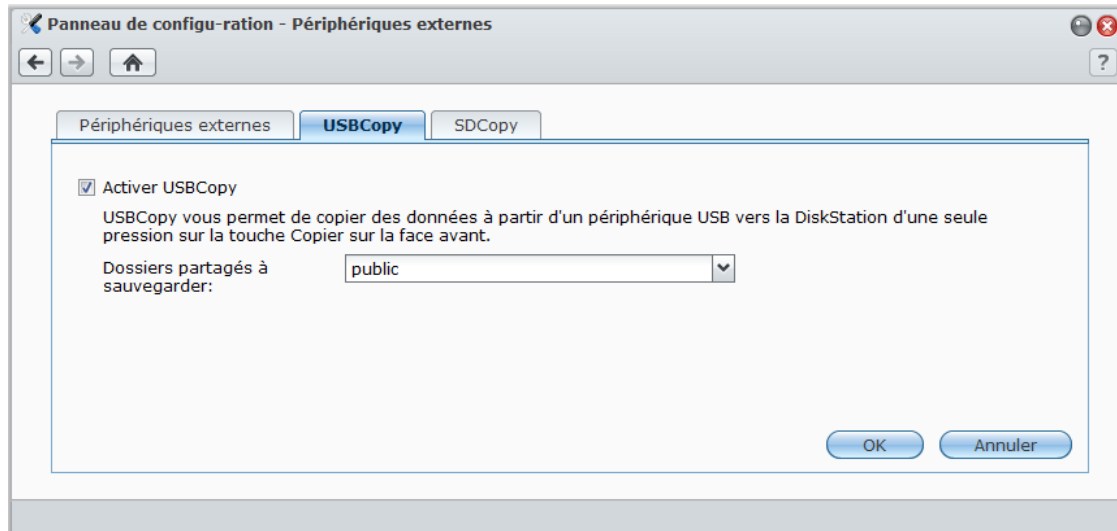 Panneau de configu-ration - Périphériques externes
?
Périphériques externes
USBCopy
SDCopy
Activer USBCopy
USBCopy vous permet de copier des données à partir d'un périphérique USB vers la DiskStation d'une seule
pression sur la touche Copier sur la face avant.
Dossiers partagés à
sauvegarder:
public
OK
Annuler